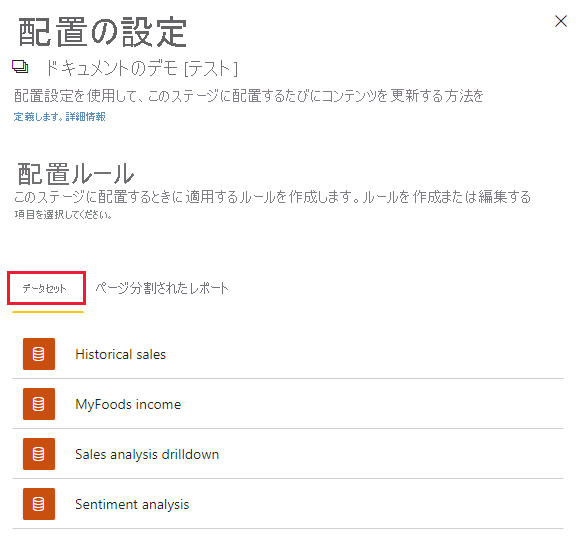 配置の設定
ドキュメントのデモ [テスト]
配置設定を使用して、このステージに配置するたびにコンテンツを更新する方法を
定義します。詳細情報
配置ルール
このステージに配置するときに適用するルールを作成します。ルールを作成または編集する
項目を選択してください。
データセット ページ分割されたレポート
Historical sales
MyFoods income
Sales analysis drilldown
Sentiment analysis